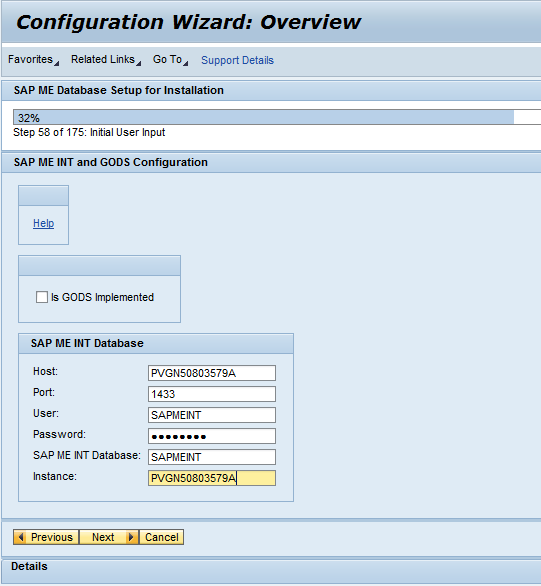 Configuration Wizard: Overview
Favorites Related Links Go To Support Details
SAP ME Database Setup for Installation
32%
Step 58 of 175: Initial User Input
SAP ME INT and GODS Configuration
Help
Is GODS Implemented
SAP ME INT Database
Host: PVGN50803579A
Port: 1433
User: SAPMEINT
Password: ●●●●●●●●
SAP ME INT Database: SAPMEINT
Instance: PVGN50803579A
Previous Next Cancel
Details